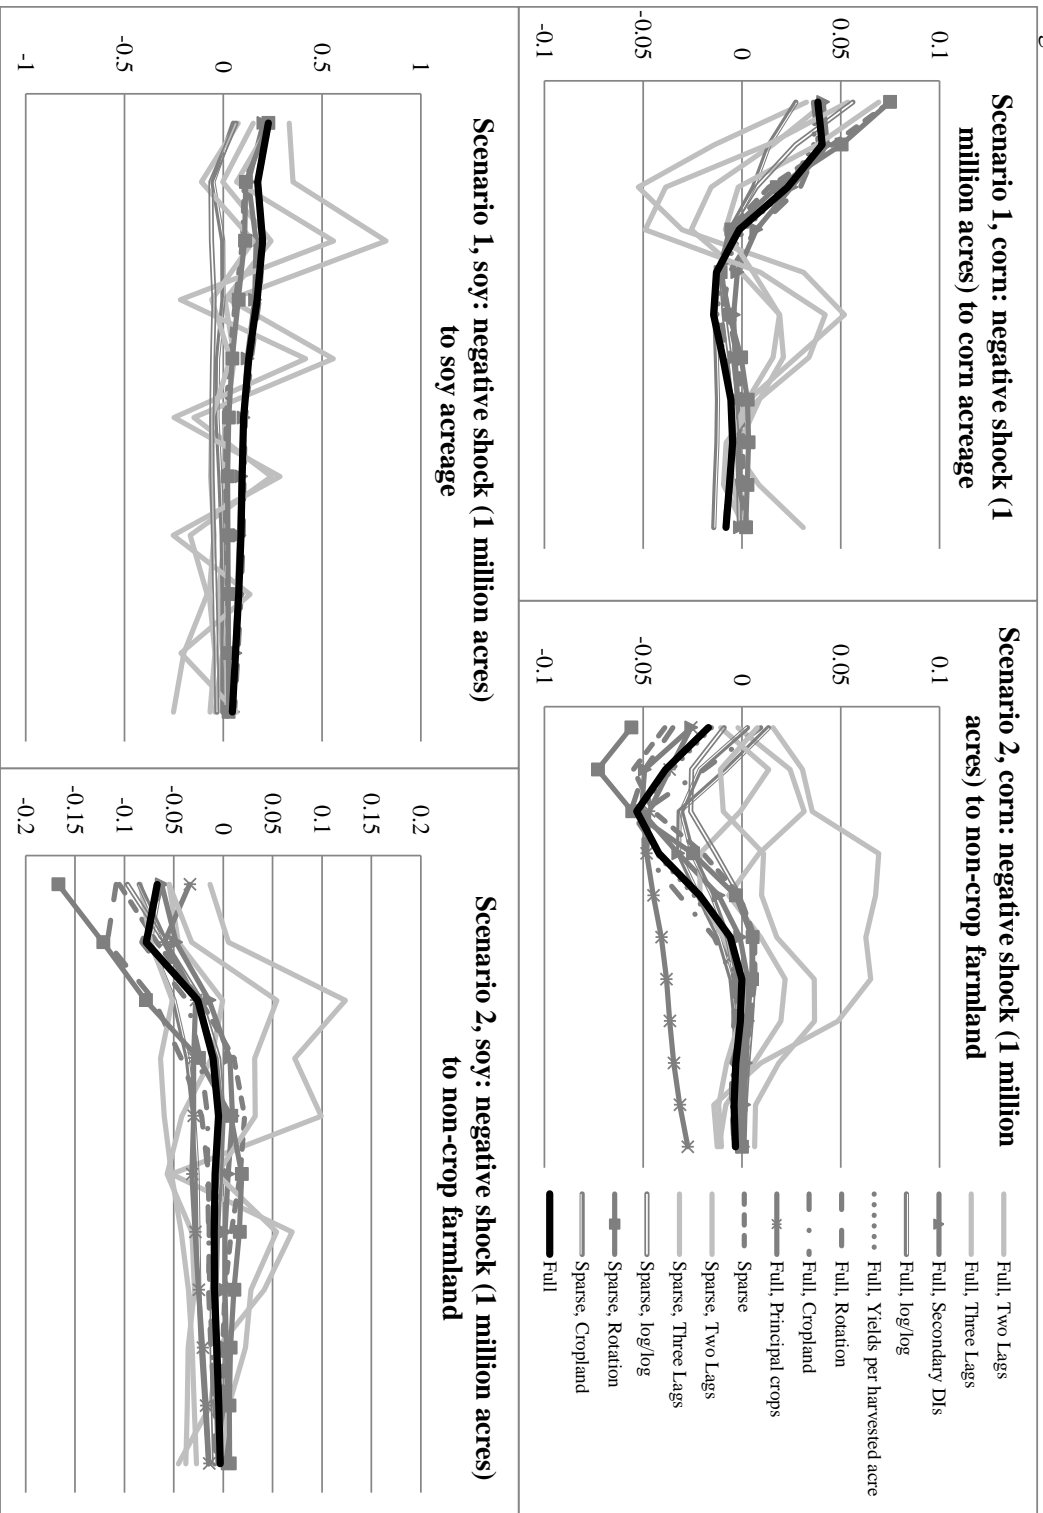 Scenario 1, corn: negative shock (1
million acres) to corn acreage
0.1
0.05
0
-0.05
-0.1
Scenario 2, corn: negative shock (1 million
acres) to non-crop farmland
0.1
0.05
0
-0.05
-0.1
Full, Two Lags
Full, Three Lags
Full, Secondary DIs
Full, log/log
Full, Yields per harvested acre
Full, Rotation
Full, Cropland
Full, Principal crops
Sparse
Sparse, Two Lags
Sparse, Three Lags
Sparse, log/log
Sparse, Rotation
Sparse, Cropland
Full
Scenario 1, soy: negative shock (1 million acres)
to soy acreage
1
0.5
0
-0.5
-1
Scenario 2, soy: negative shock (1 million acres)
to non-crop farmland
0.2
0.15
0.1
0.05
0
-0.05
-0.1
-0.15
-0.2